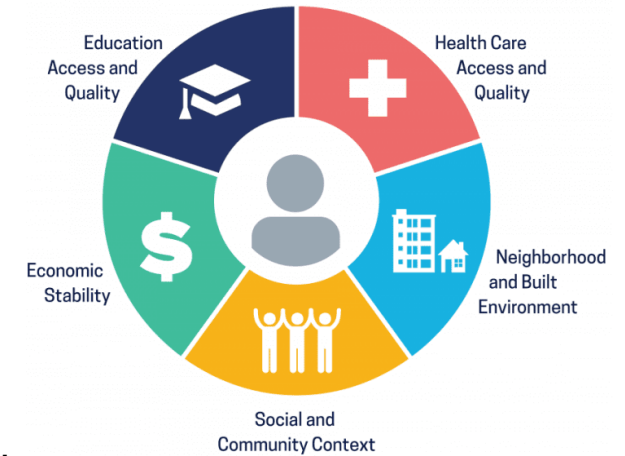 Education
Access and
Quality
Health Care
Access and
Quality
$
Economic
Stability
Neighborhood
and Built
Environment
Social and
Community Context